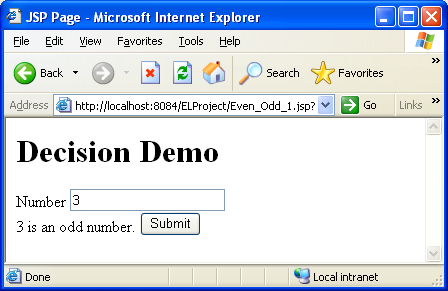 JSP Page - Microsoft Internet Explorer
File Edit View Favorites Tools Help
Back Search Favorites
Address http://localhost:8084/ELProject/Even_Odd_1.jsp? Go Links
Decision Demo
Number 3
3 is an odd number. Submit
Done Local intranet